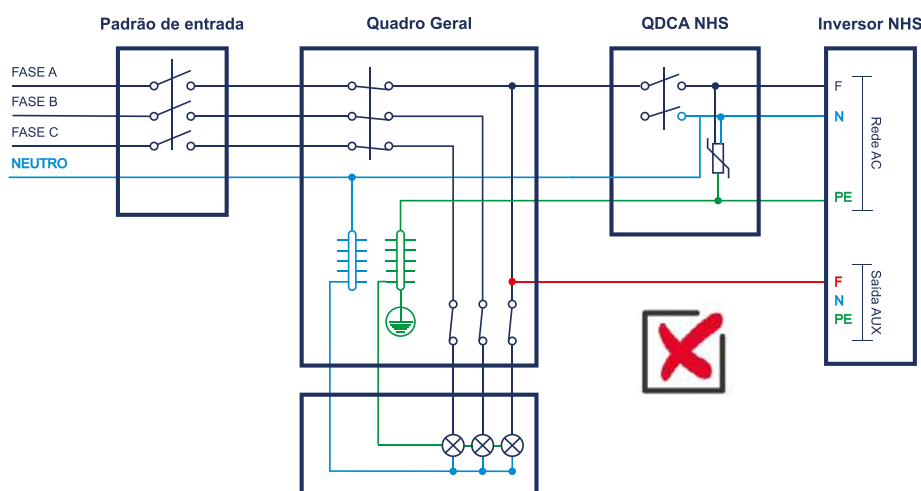 Padrão de entrada
Quadro Geral
QDCA NHS
Inversor NHS
FASE A
FASE B
FASE C
NEUTRO
F
N
PE
Rede AC
F
N
PE
Saída AUX